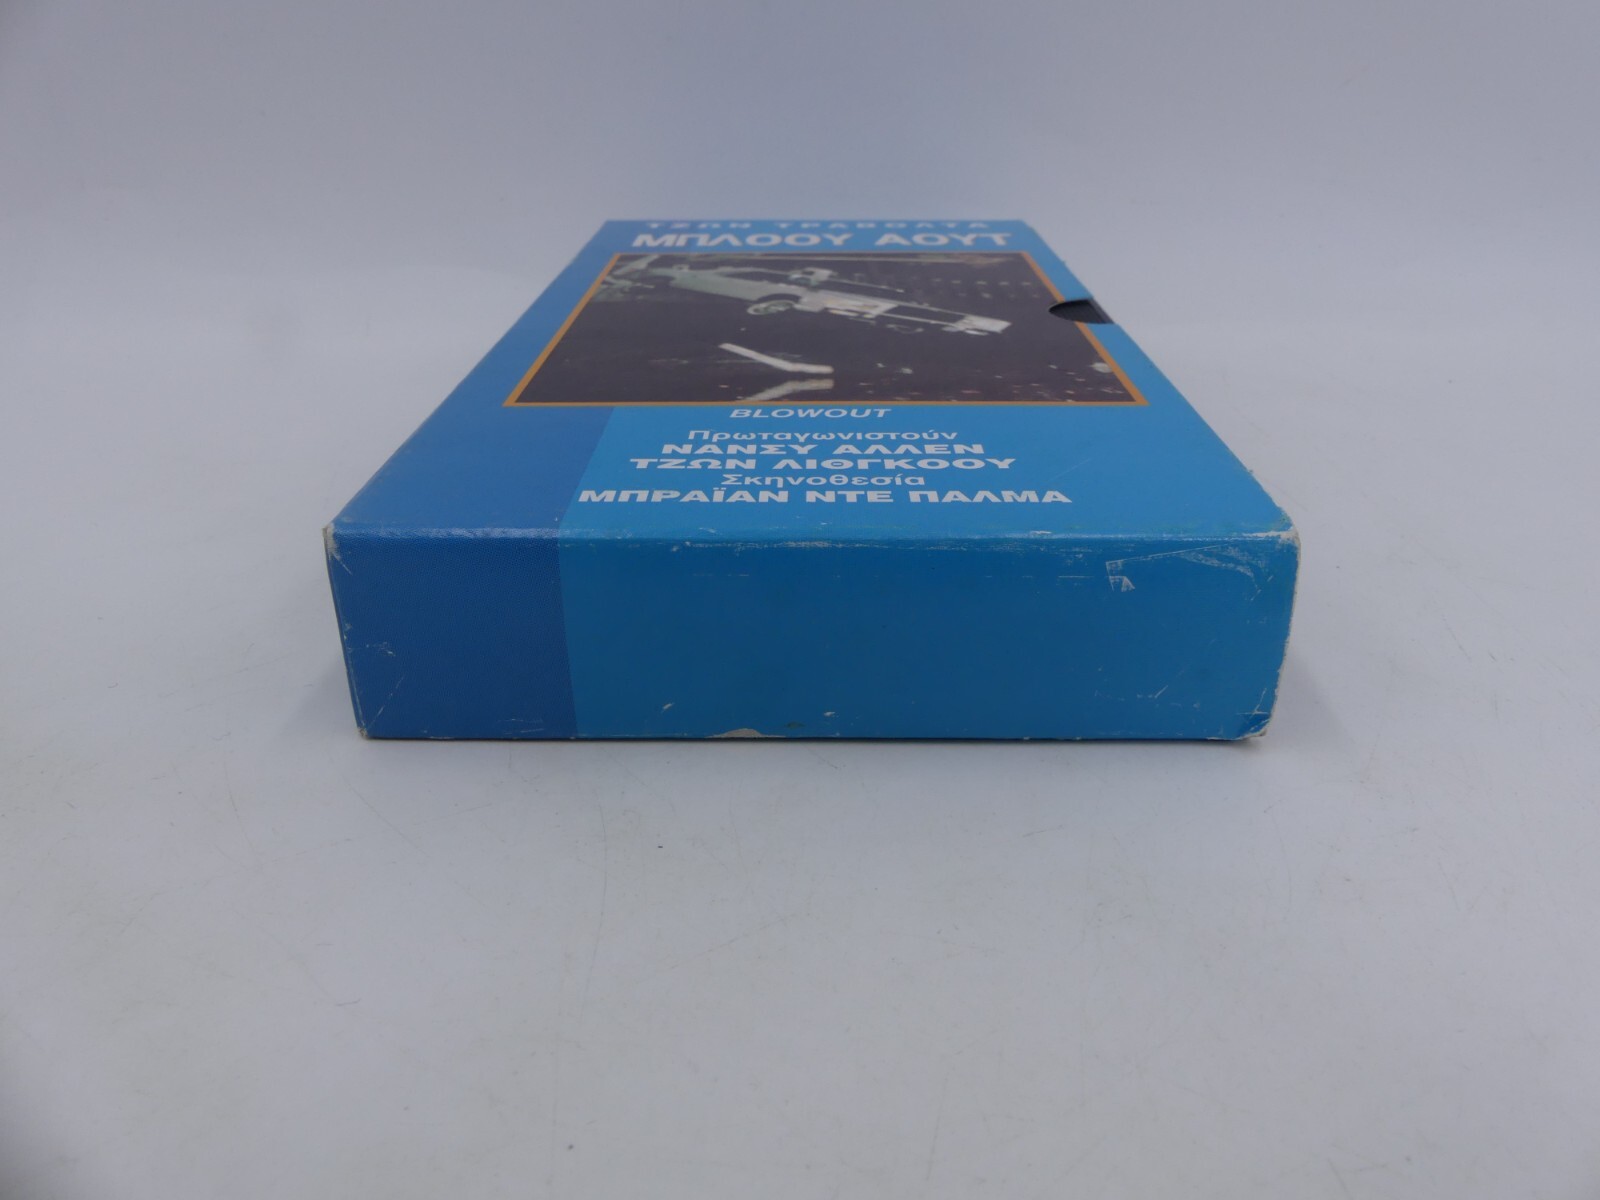 ΤΖΩΝ ΤΡΑΒΟΛΤΑ
ΜΠΛΟΟΥ ΑΟΥΤ
BLOWOUT
Πρωταγωνιστούν
ΝΑΝΣΥ ΑΛΛΕΝ
ΤΖΩΝ ΛΙΘΓΚΟΟΥ
Σκηνοθεσία
ΜΠΡΑΪΑΝ ΝΤΕ ΠΑΛΜΑ